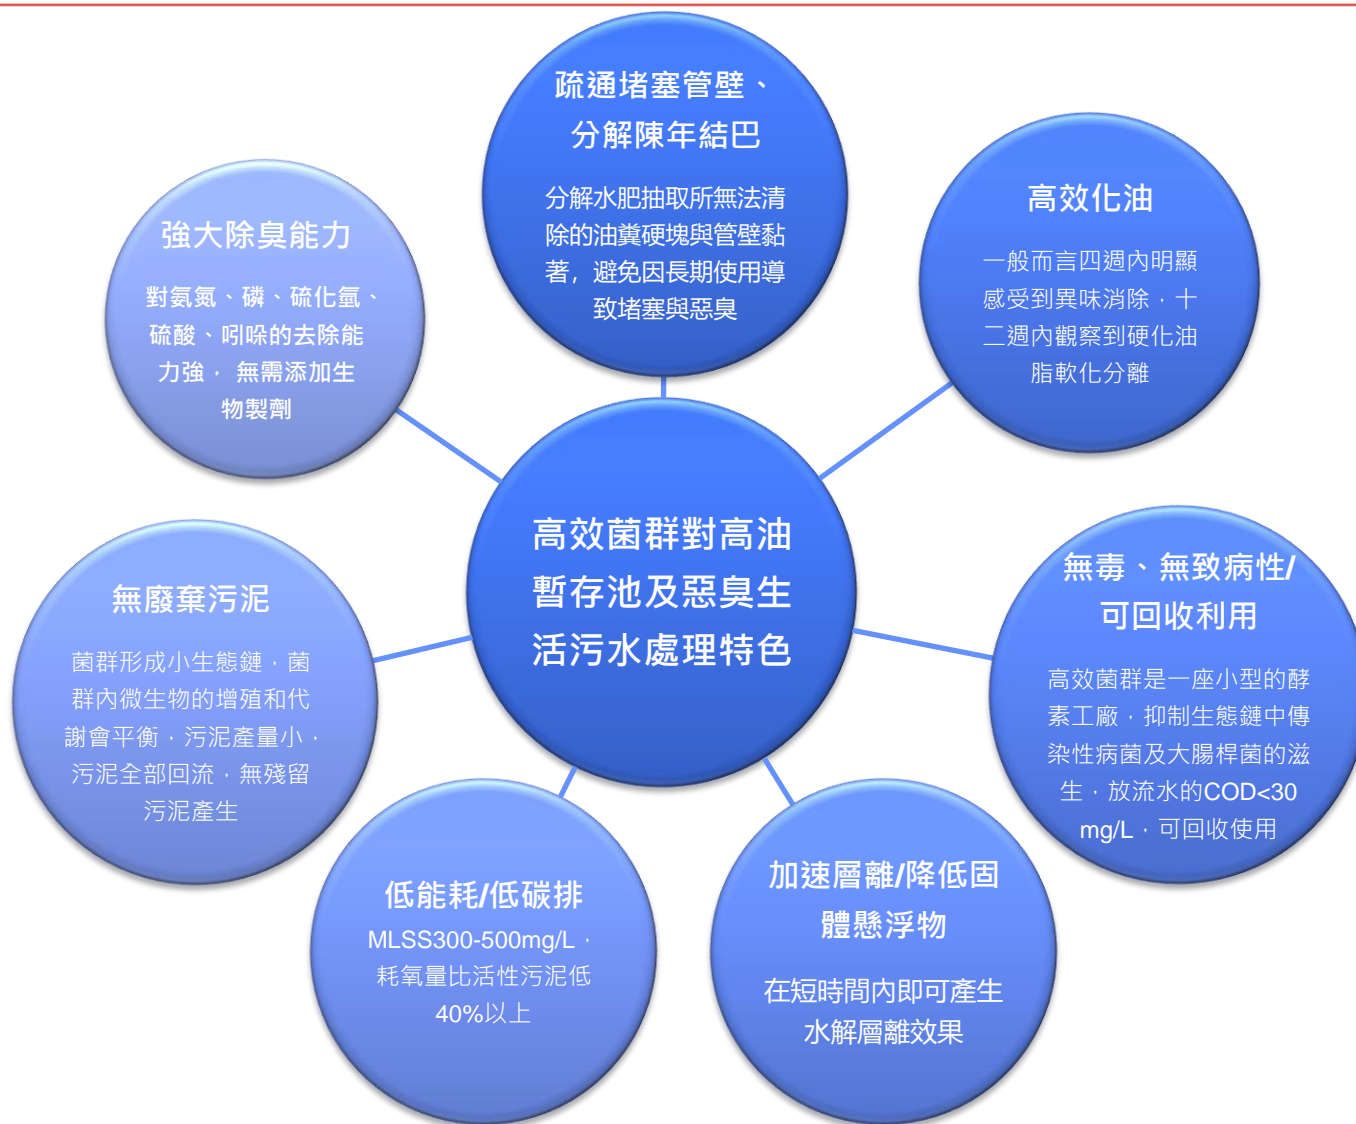 疏通堵塞管壁、
分解陳年結巴
分解水肥抽取所無法清
除的油糞硬塊與管壁黏
著，避免因長期使用導
致堵塞與惡臭
高效化油
一般而言四週內明顯
感受到異味消除，十
二週內觀察到硬化油
脂軟化分離
無毒、無致病性/
可回收利用
高效菌群是一座小型的酵
素工廠，抑制生態鏈中傳
染性病菌及大腸桿菌的滋
生，放流水的COD<30
mg/L，可回收使用
加速層離/降低固
體懸浮物
在短時間內即可產生
水解層離效果
低能耗/低碳排
MLSS300-500mg/L，
耗氧量比活性污泥低
40%以上
無廢棄污泥
菌群形成小生態鏈，菌
群內微生物的增殖和代
謝會平衡，污泥產量小，
污泥全部回流，無殘留
污泥產生
強大除臭能力
對氨氮、磷、硫化氫、
硫酸、吲哚的去除能
力強， 無需添加生
物製劑
高效菌群對高油
暫存池及惡臭生
活污水處理特色